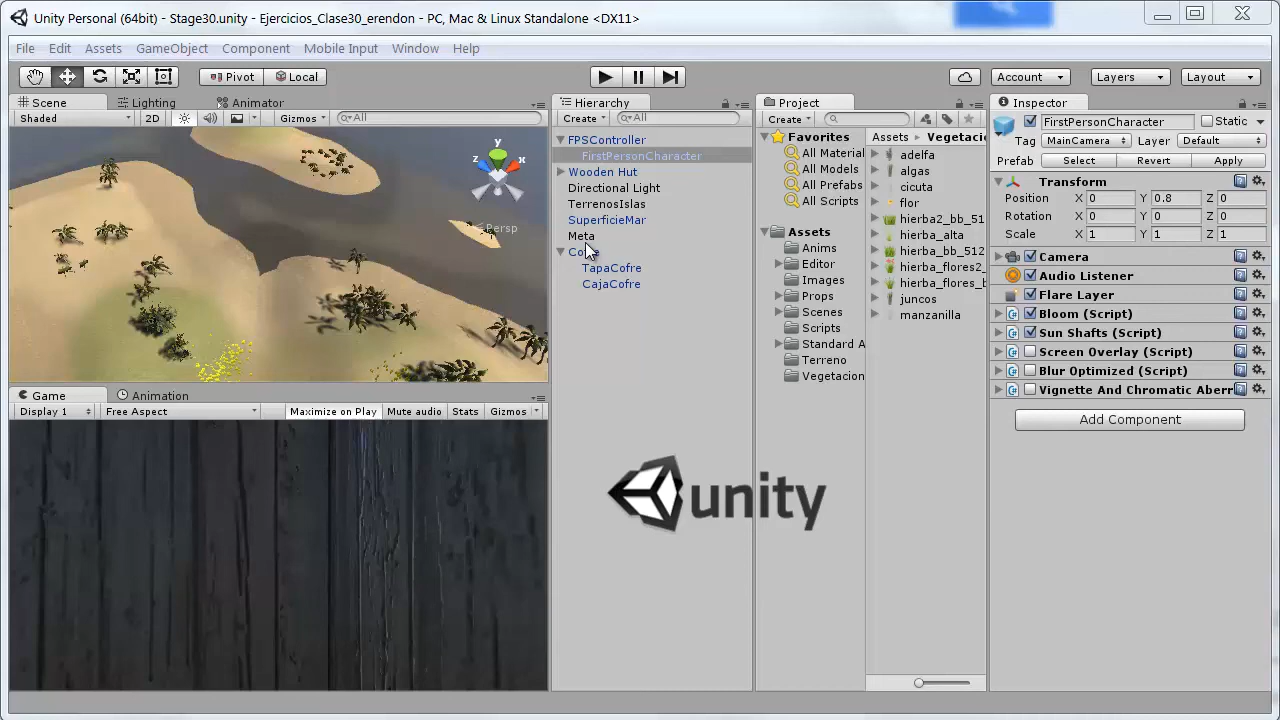 Unity Personal (64bit) - Stage30.unity - Ejercicios_Clase30_erendon - PC, Mac & Linux Standalone <DX11>
File Edit Assets GameObject Component Mobile Input Window Help
Pivot Local Account Layers Layout
Scene Lighting Animator
Shaded 2D Gizmos All
y
z x
Persp
Game Animation
Display 1 Free Aspect Maximize on Play Mute audio Stats Gizmos
Hierarchy
Create All
FPSController
FirstPersonCharacter
Wooden Hut
Directional Light
TerrenosIslas
SuperficieMar
Meta
TapaCofre
CajaCofre
Project
Create
Favorites
All Material
All Models
All Prefabs
All Scripts
Assets
Anims
Editor
Images
Props
Scenes
Scripts
Standard A
Terreno
Vegetacion
Assets Vegetaci
adelfa
algas
cicuta
flor
hierba2_bb_51
hierba_alta
hierba_bb_512
hierba_flores2_
hierba_flores_b
juncos
manzanilla
Inspector
FirstPersonCharacter Static
Tag MainCamera Layer Default
Prefab Select Revert Apply
Transform
Position X 0 Y 0.8 Z 0
Rotation X 0 Y 0 Z 0
Scale X 1 Y 1 Z 1
Camera
Audio Listener
Flare Layer
Bloom (Script)
Sun Shafts (Script)
Screen Overlay (Script)
Blur Optimized (Script)
Vignette And Chromatic Aberr
Add Component
unity